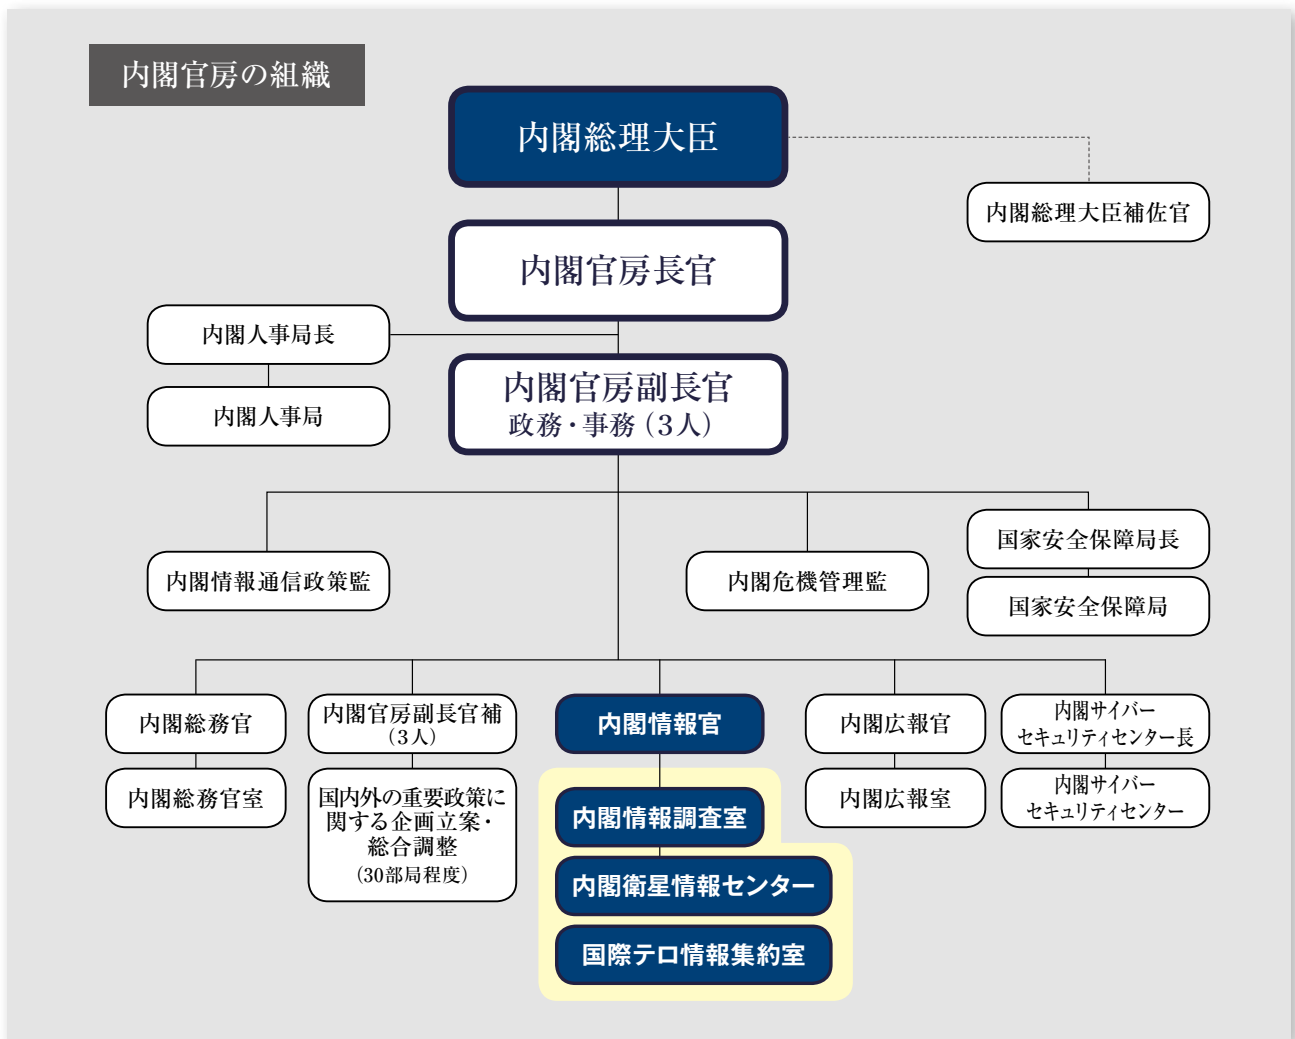 内閣官房の組織
内閣総理大臣
内閣総理大臣補佐官
内閣官房長官
内閣人事局長
内閣人事局
内閣官房副長官
政務・事務（3人）
内閣情報通信政策監
内閣危機管理監
国家安全保障局長
国家安全保障局
内閣総務官
内閣総務官室
内閣官房副長官補
（3人）
国内外の重要政策に
関する企画立案・
総合調整
（30部局程度）
内閣情報官
内閣情報調査室
内閣衛星情報センター
国際テロ情報集約室
内閣広報官
内閣広報室
内閣サイバー
セキュリティセンター長
内閣サイバー
セキュリティセンター